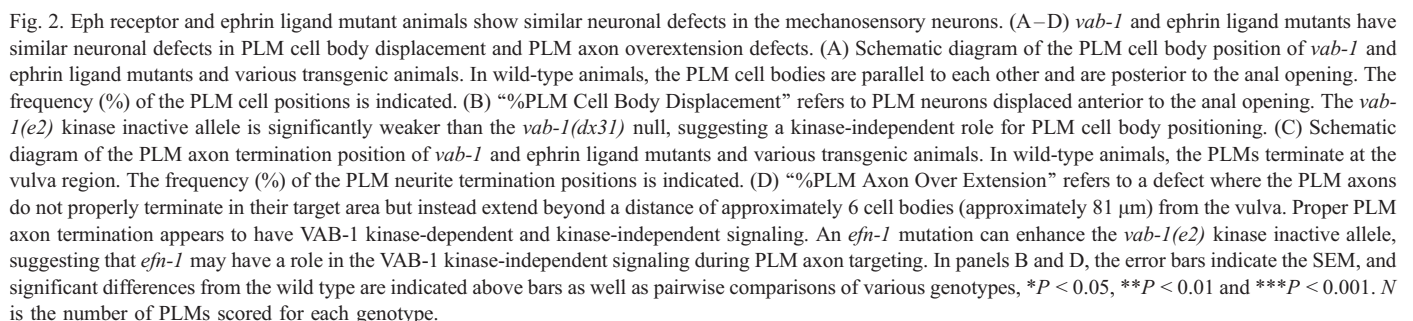 Fig. 2. Eph receptor and ephrin ligand mutant animals show similar neuronal defects in the mechanosensory neurons. (A–D) vab-1 and ephrin ligand mutants have
similar neuronal defects in PLM cell body displacement and PLM axon overextension defects. (A) Schematic diagram of the PLM cell body position of vab-1 and
ephrin ligand mutants and various transgenic animals. In wild-type animals, the PLM cell bodies are parallel to each other and are posterior to the anal opening. The
frequency (%) of the PLM cell positions is indicated. (B) “%PLM Cell Body Displacement” refers to PLM neurons displaced anterior to the anal opening. The vab-
1(e2) kinase inactive allele is significantly weaker than the vab-1(dx31) null, suggesting a kinase-independent role for PLM cell body positioning. (C) Schematic
diagram of the PLM axon termination position of vab-1 and ephrin ligand mutants and various transgenic animals. In wild-type animals, the PLMs terminate at the
vulva region. The frequency (%) of the PLM neurite termination positions is indicated. (D) “%PLM Axon Over Extension” refers to a defect where the PLM axons
do not properly terminate in their target area but instead extend beyond a distance of approximately 6 cell bodies (approximately 81 μm) from the vulva. Proper PLM
axon termination appears to have VAB-1 kinase-dependent and kinase-independent signaling. An efn-1 mutation can enhance the vab-1(e2) kinase inactive allele,
suggesting that efn-1 may have a role in the VAB-1 kinase-independent signaling during PLM axon targeting. In panels B and D, the error bars indicate the SEM, and
significant differences from the wild type are indicated above bars as well as pairwise comparisons of various genotypes, *P < 0.05, **P < 0.01 and ***P < 0.001. N
is the number of PLMs scored for each genotype.